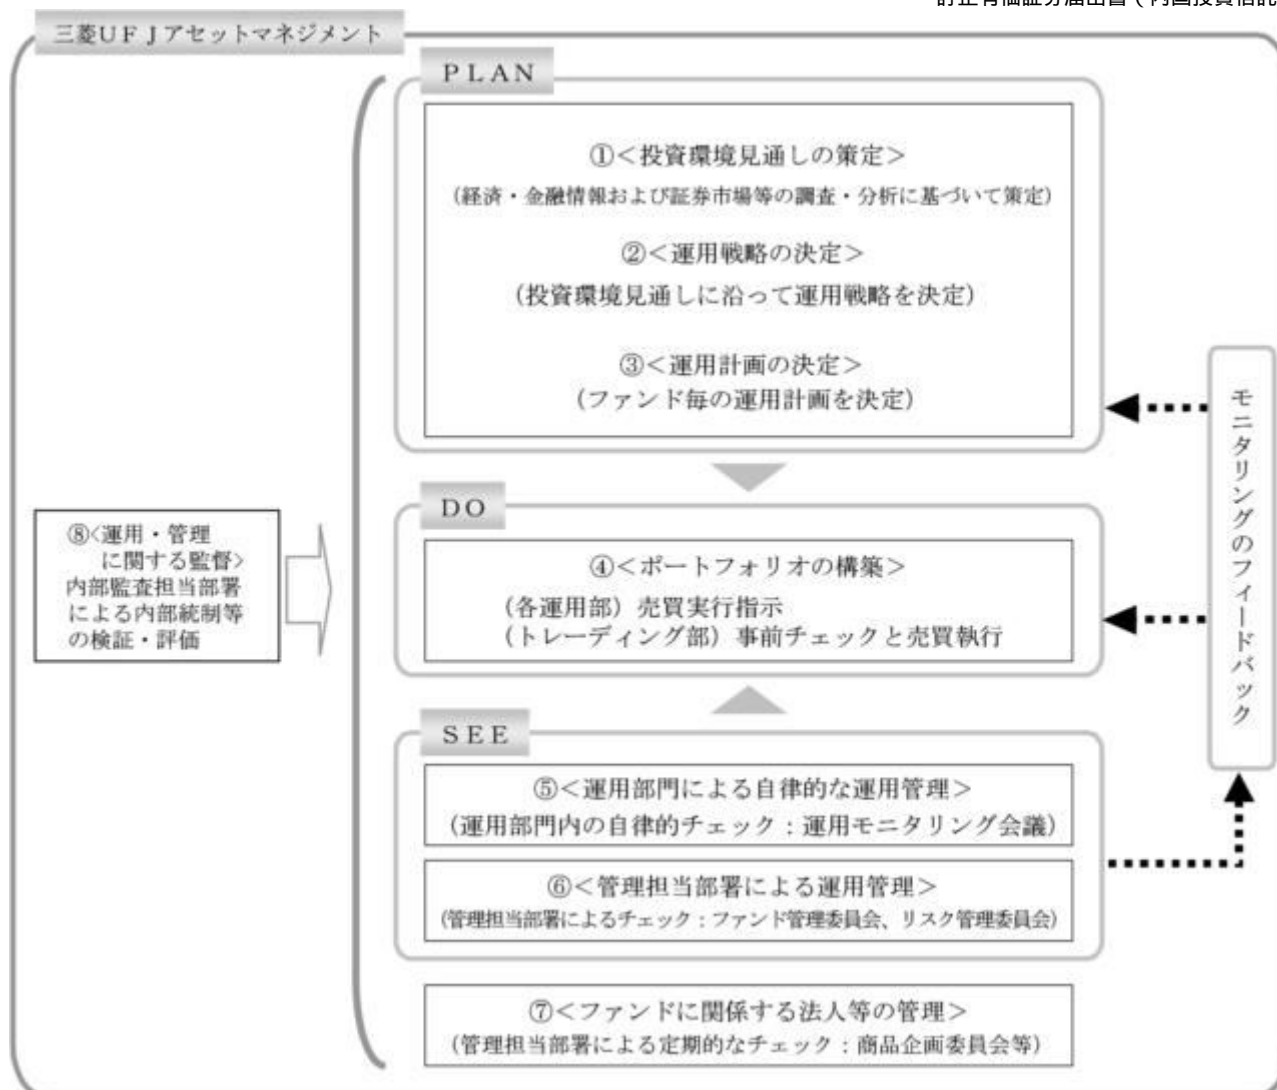 三菱UFJアセットマネジメント
PLAN
①<投資環境見通しの策定>
(経済・金融情報および証券市場等の調査・分析に基づいて策定)
②<運用戦略の決定>
(投資環境見通しに沿って運用戦略を決定)
③<運用計画の決定>
(ファンド毎の運用計画を決定)
DO
④<ポートフォリオの構築>
(各運用部)売買実行指示
(トレーディング部)事前チェックと売買執行
SEE
⑤<運用部門による自律的な運用管理>
(運用部門内の自律的チェック:運用モニタリング会議)
⑥<管理担当部署による運用管理>
(管理担当部署によるチェック:ファンド管理委員会、リスク管理委員会)
⑦<ファンドに関係する法人等の管理>
(管理担当部署による定期的なチェック:商品企画委員会等)
⑧<運用・管理
に関する監督>
内部監査担当部署
による内部統制等
の検証・評価
モニタリングのフィードバック